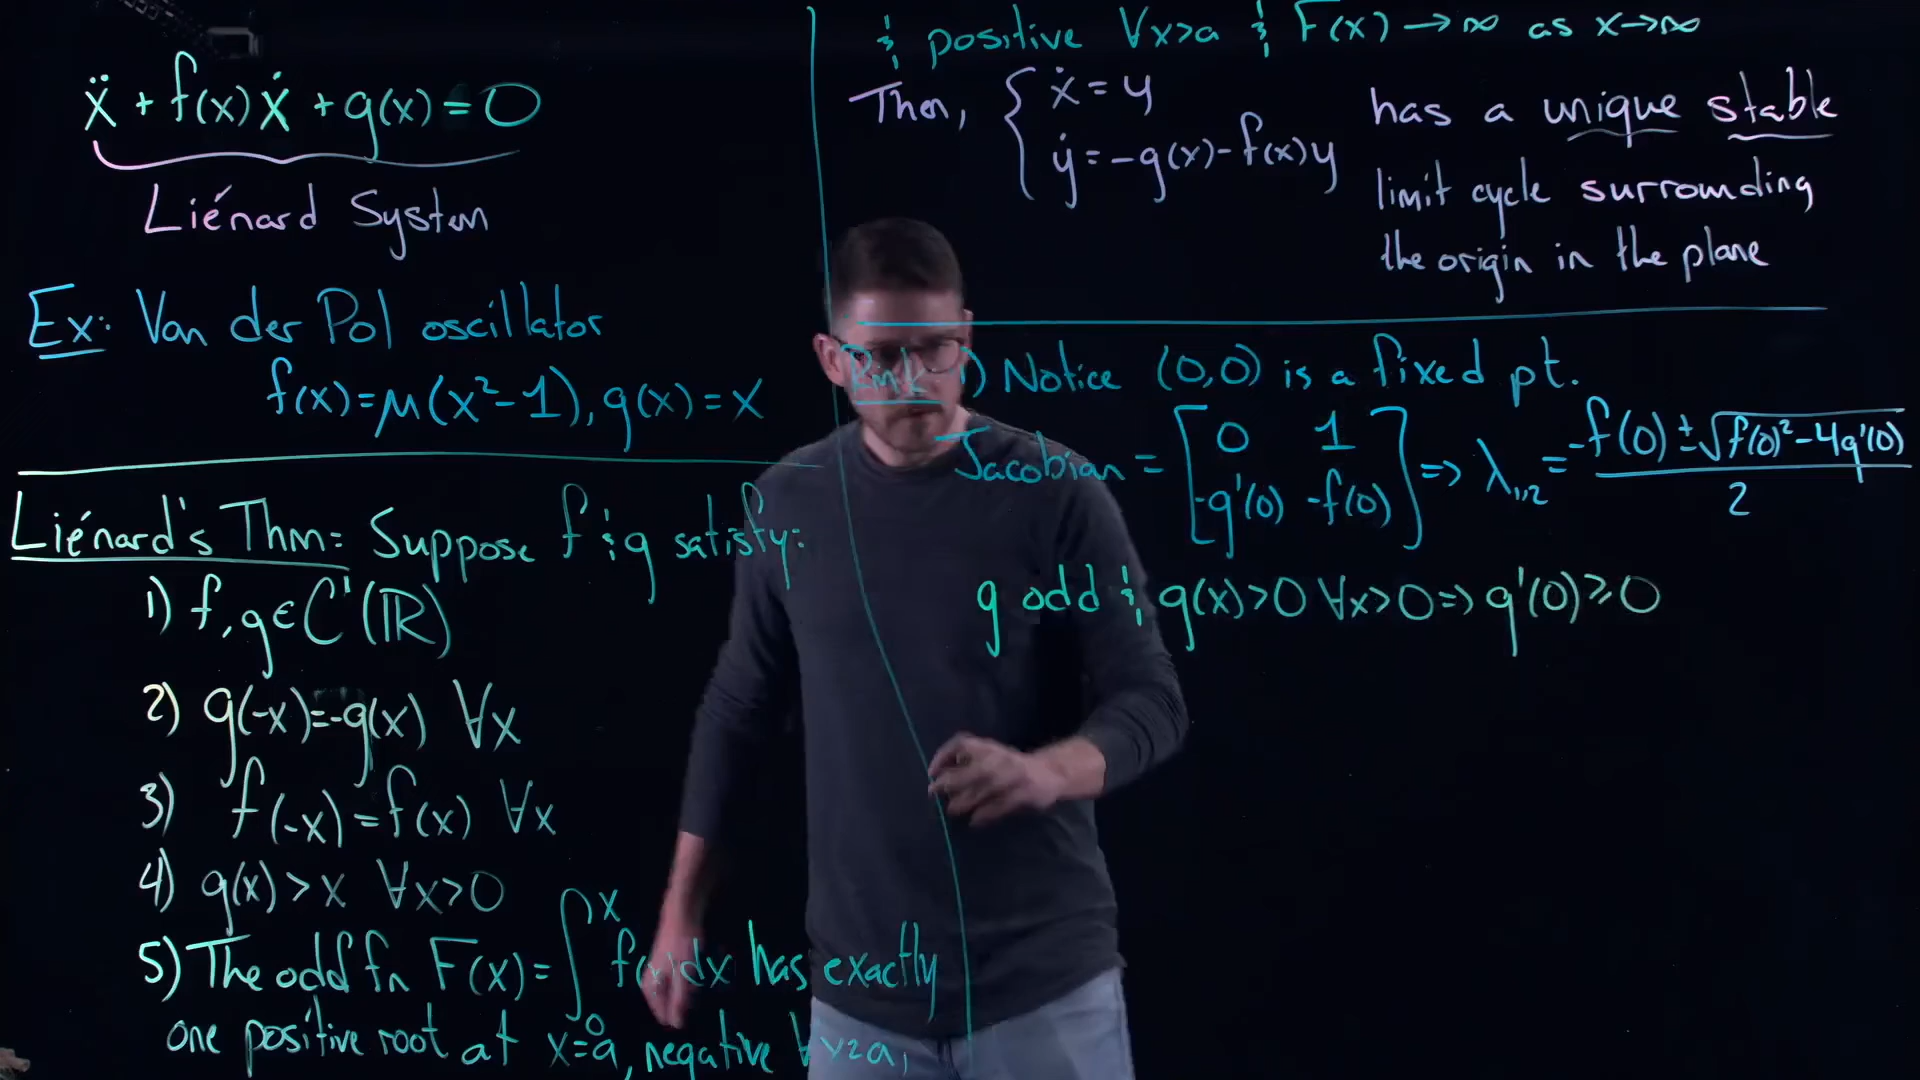 ẍ + f(x)ẋ + g(x) = 0
Liénard System
Ex: Van der Pol oscillator
f(x)=μ(x²-1), g(x)=x
Liénard's Thm: Suppose f & g satisfy:
1) f,g∈C¹(ℝ)
2) g(-x)=-g(x) ∀x
3) f(-x)=f(x) ∀x
4) g(x)>x ∀x>0
5) The odd fn F(x)=∫₀ˣ f(x)dx has exactly
one positive root at x=a, negative
& positive ∀x>a & F(x)→∞ as x→∞
Then, { ẋ=y
ẏ=-g(x)-f(x)y
has a unique stable
limit cycle surrounding
the origin in the plane
Rmk 1) Notice (0,0) is a fixed pt.
Jacobian = [0 1; -g'(0) -f(0)] => λ₁,₂ = (-f(0) ± √(f(0)²-4g'(0)))/2
g odd & g(x)>0 ∀x>0 => g'(0)≥0